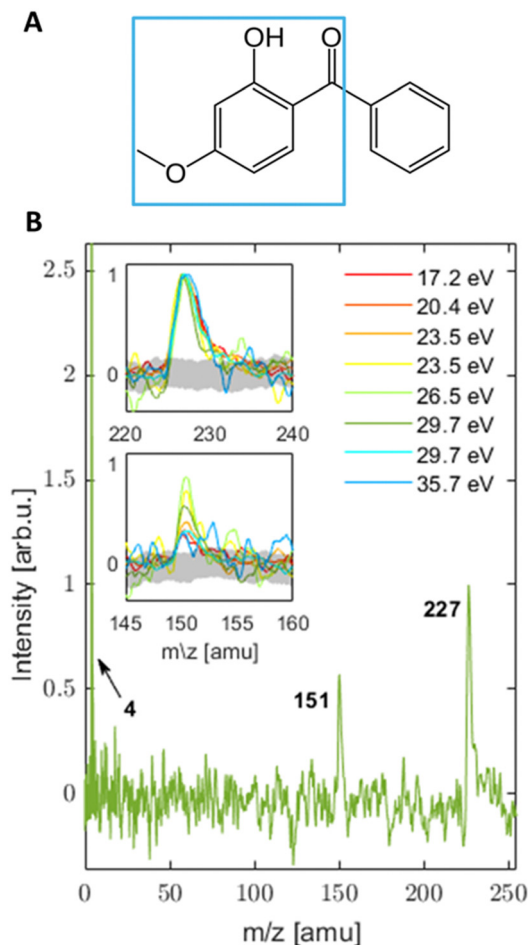 A
OH
O
O
B
2.5
2
1.5
1
0.5
0
Intensity [arb.u.]
1
0
220
230
240
1
0
145
150
155
160
m\z [amu]
17.2 eV
20.4 eV
23.5 eV
23.5 eV
26.5 eV
29.7 eV
29.7 eV
35.7 eV
4
151
227
0
50
100
150
200
250
m/z [amu]